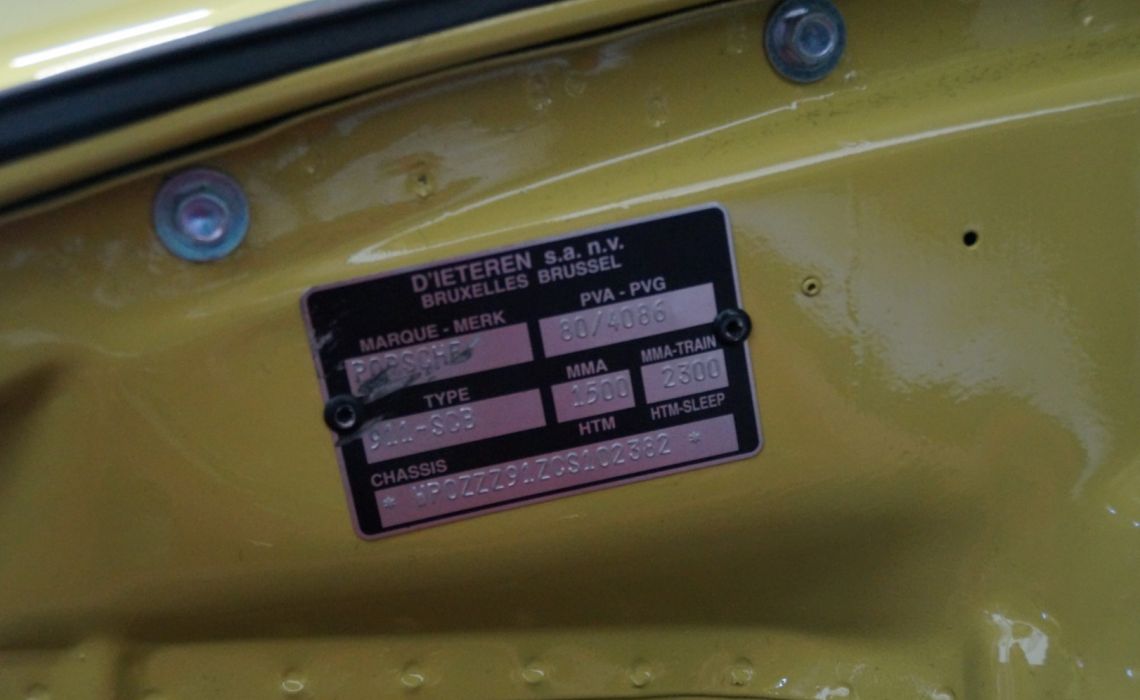 D'IETEREN s.a. n.v.
BRUXELLES BRUSSEL
MARQUE - MERK
PVA - PVG
PORSCHE
80/4086
TYPE
MMA
MMA-TRAIN
911-SCB
1500
2300
HTM
HTM-SLEEP
CHASSIS
* WP0ZZZ91ZCS102382 *